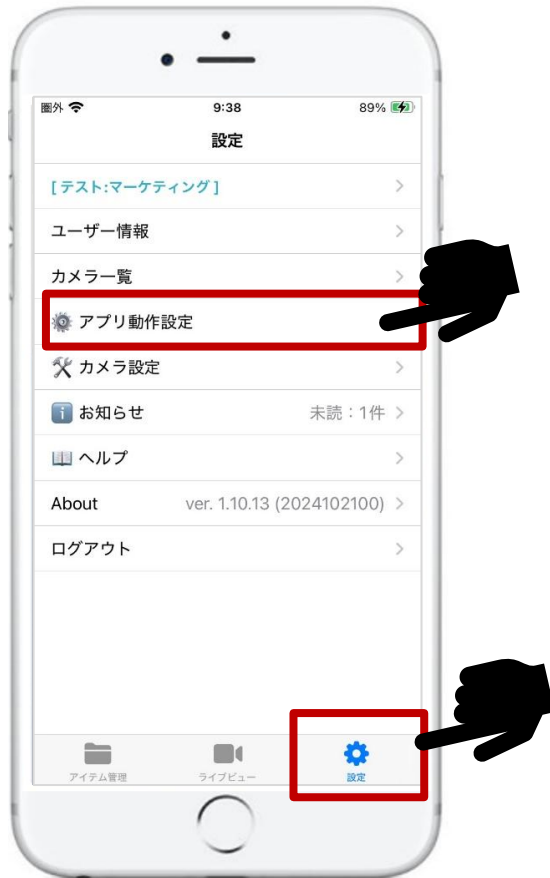 圏外 9:38 89%
設定
[ テスト:マーケティング ]
ユーザー情報
カメラ一覧
アプリ動作設定
カメラ設定
お知らせ 未読：1件
ヘルプ
About ver. 1.10.13 (2024102100)
ログアウト
アイテム管理 ライブビュー 設定